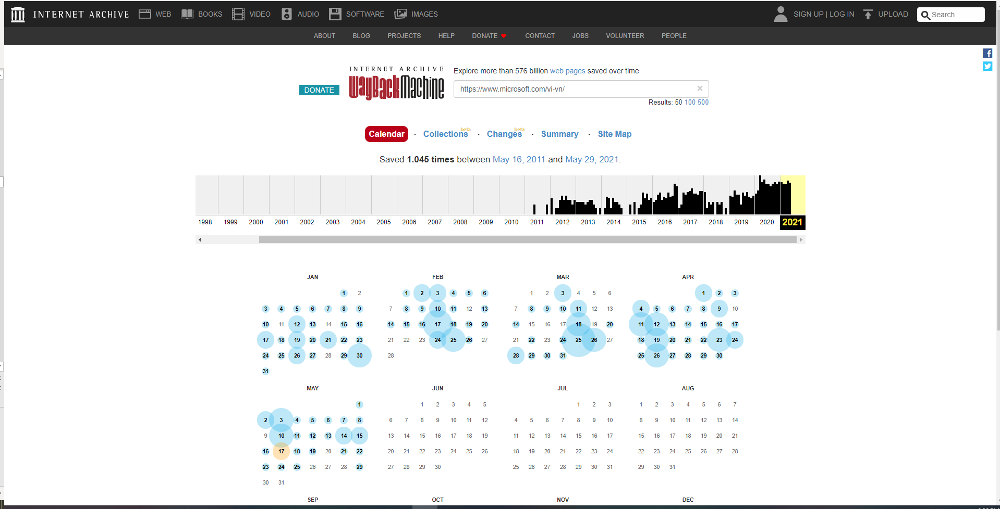 INTERNET ARCHIVE WEB BOOKS VIDEO AUDIO SOFTWARE IMAGES SIGN UP | LOG IN UPLOAD Search
ABOUT BLOG PROJECTS HELP DONATE CONTACT JOBS VOLUNTEER PEOPLE
INTERNET ARCHIVE
WayBackMachine
DONATE
Explore more than 576 billion web pages saved over time
https://www.microsoft.com/vi-vn/
Results: 50 100 500
Calendar · Collections beta · Changes beta · Summary · Site Map
Saved 1.045 times between May 16, 2011 and May 29, 2021.
1998 1999 2000 2001 2002 2003 2004 2005 2006 2007 2008 2009 2010 2011 2012 2013 2014 2015 2016 2017 2018 2019 2020 2021
JAN
1 2
3 4 5 6 7 8 9
10 11 12 13 14 15 16
17 18 19 20 21 22 23
24 25 26 27 28 29 30
31
FEB
1 2 3 4 5 6
7 8 9 10 11 12 13
14 15 16 17 18 19 20
21 22 23 24 25 26 27
28
MAR
1 2 3 4 5 6
7 8 9 10 11 12 13
14 15 16 17 18 19 20
21 22 23 24 25 26 27
28 29 30 31
APR
1 2 3
4 5 6 7 8 9 10
11 12 13 14 15 16 17
18 19 20 21 22 23 24
25 26 27 28 29 30
MAY
1
2 3 4 5 6 7 8
9 10 11 12 13 14 15
16 17 18 19 20 21 22
23 24 25 26 27 28 29
30 31
JUN
1 2 3 4 5
6 7 8 9 10 11 12
13 14 15 16 17 18 19
20 21 22 23 24 25 26
27 28 29 30
JUL
1 2 3
4 5 6 7 8 9 10
11 12 13 14 15 16 17
18 19 20 21 22 23 24
25 26 27 28 29 30 31
AUG
1 2 3 4 5 6 7
8 9 10 11 12 13 14
15 16 17 18 19 20 21
22 23 24 25 26 27 28
29 30 31
SEP OCT NOV DEC